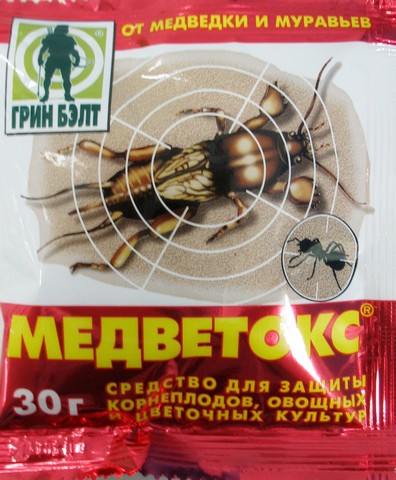 ОТ МЕДВЕДКИ И МУРАВЬЕВ
ГРИН БЭЛТ
МЕДВЕТОКС®
30 г
СРЕДСТВО ДЛЯ ЗАЩИТЫ
КОРНЕПЛОДОВ, ОВОЩНЫХ
И ЦВЕТОЧНЫХ КУЛЬТУР